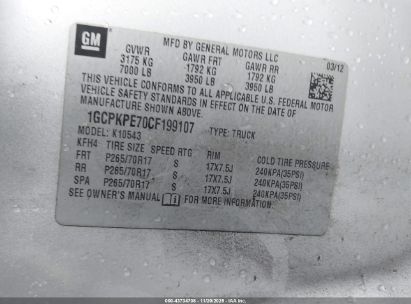 GM
MFD BY GENERAL MOTORS LLC
03/12
GVWR GAWR FRT GAWR RR
3175 KG 1792 KG 1792 KG
7000 LB 3950 LB 3950 LB
THIS VEHICLE CONFORMS TO ALL APPLICABLE U.S. FEDERAL MOTOR
VEHICLE SAFETY STANDARDS IN EFFECT ON THE DATE OF
MANUFACTURE SHOWN ABOVE.
1GCPKPE70CF199107 TYPE: TRUCK
MODEL: K10543
KFH4 TIRE SIZE SPEED RTG RIM COLD TIRE PRESSURE
FRT P265/70R17 S 17X7.5J 240KPA(35PSI)
RR P265/70R17 S 17X7.5J 240KPA(35PSI)
SPA P265/70R17 S 17X7.5J 240KPA(35PSI)
SEE OWNER'S MANUAL FOR MORE INFORMATION